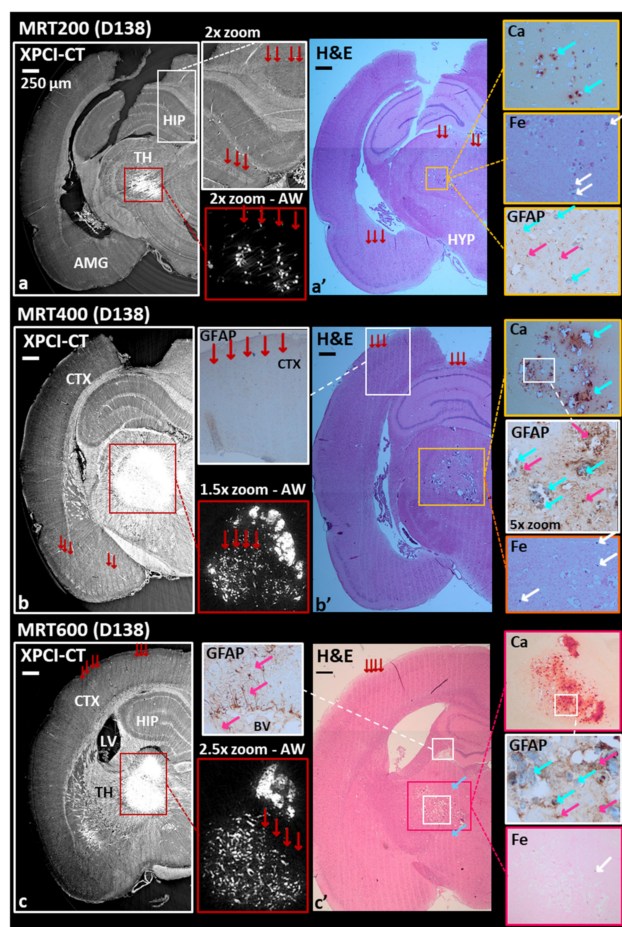 MRT200 (D138)
XPCI-CT
250 µm
HIP
TH
AMG
a
2x zoom
2x zoom - AW
H&E
HYP
a’
Ca
Fe
GFAP
MRT400 (D138)
XPCI-CT
CTX
b
GFAP
CTX
1.5x zoom - AW
H&E
b’
Ca
GFAP
5x zoom
Fe
MRT600 (D138)
XPCI-CT
CTX
HIP
LV
TH
c
GFAP
BV
2.5x zoom - AW
H&E
c’
Ca
GFAP
Fe